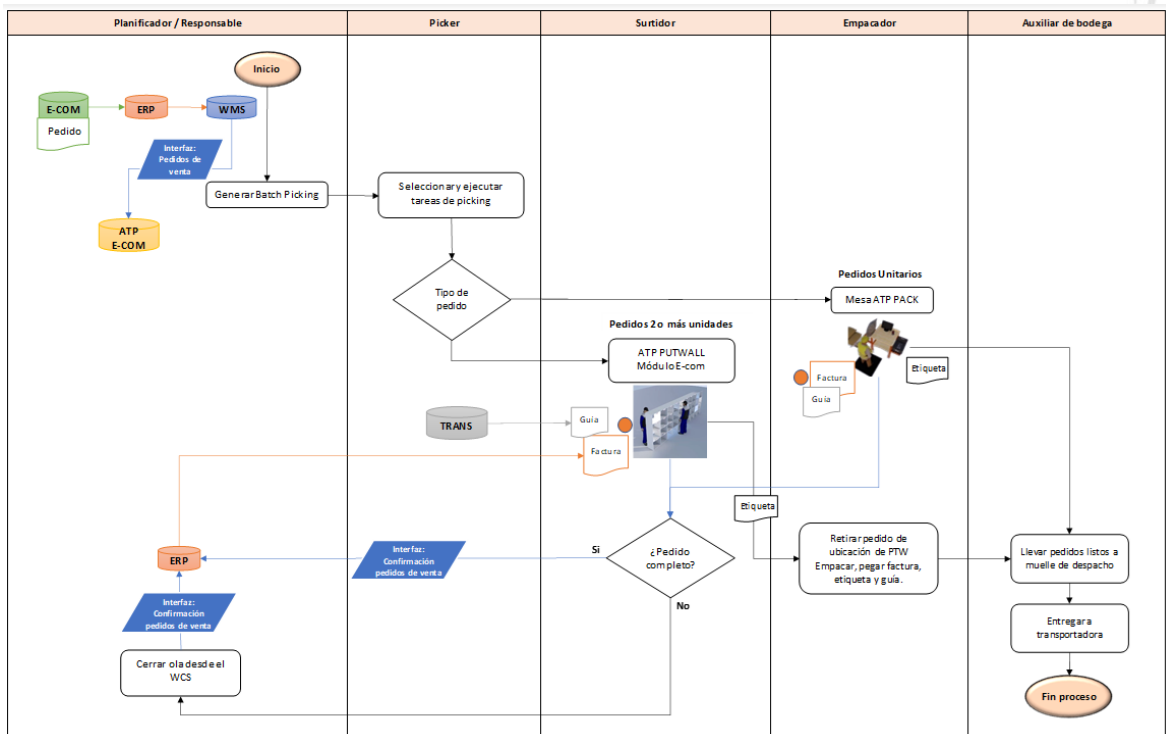 Planificador / Responsable
Picker
Surtidor
Empacador
Auxiliar de bodega
Inicio
E-COM
ERP
WMS
Pedido
Interfaz:
Pedidos de
venta
ATP
E-COM
Generar Batch Picking
Seleccionar y ejecutar
tareas de picking
Tipo de
pedido
Pedidos Unitarios
Mesa ATP PACK
Pedidos 2 o más unidades
ATP PUTWALL
Módulo E-com
Etiqueta
Factura
Guía
TRANS
Guía
Factura
Etiqueta
ERP
Interfaz:
Confirmación
pedidos de venta
Si
¿Pedido
completo?
No
Retirar pedido de
ubicación de PTW
Empacar, pegar factura,
etiqueta y guía.
Llevar pedidos listos a
muelle de despacho
Interfaz:
Confirmación
pedidos de venta
Entregar a
transportadora
Cerrar ola desde el
WCS
Fin proceso